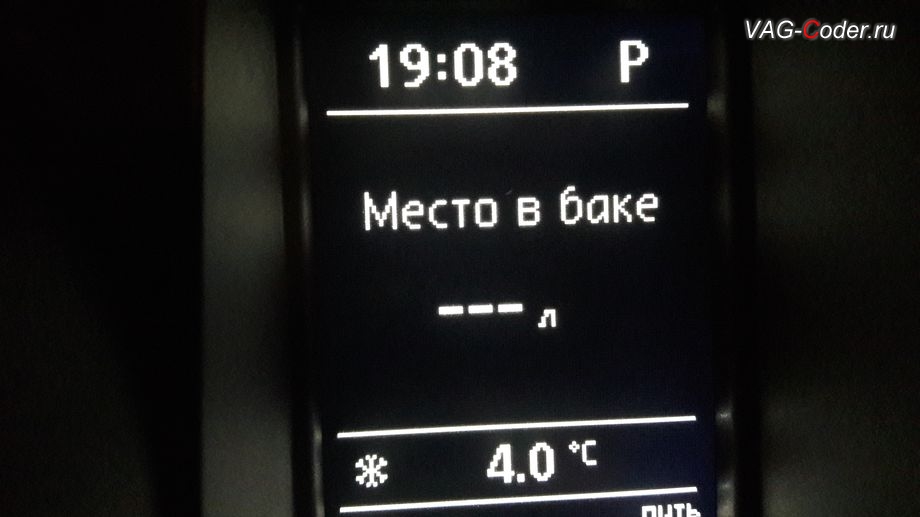 VAG-Coder.ru
19:08 P
Место в баке
--- л
4.0 °C